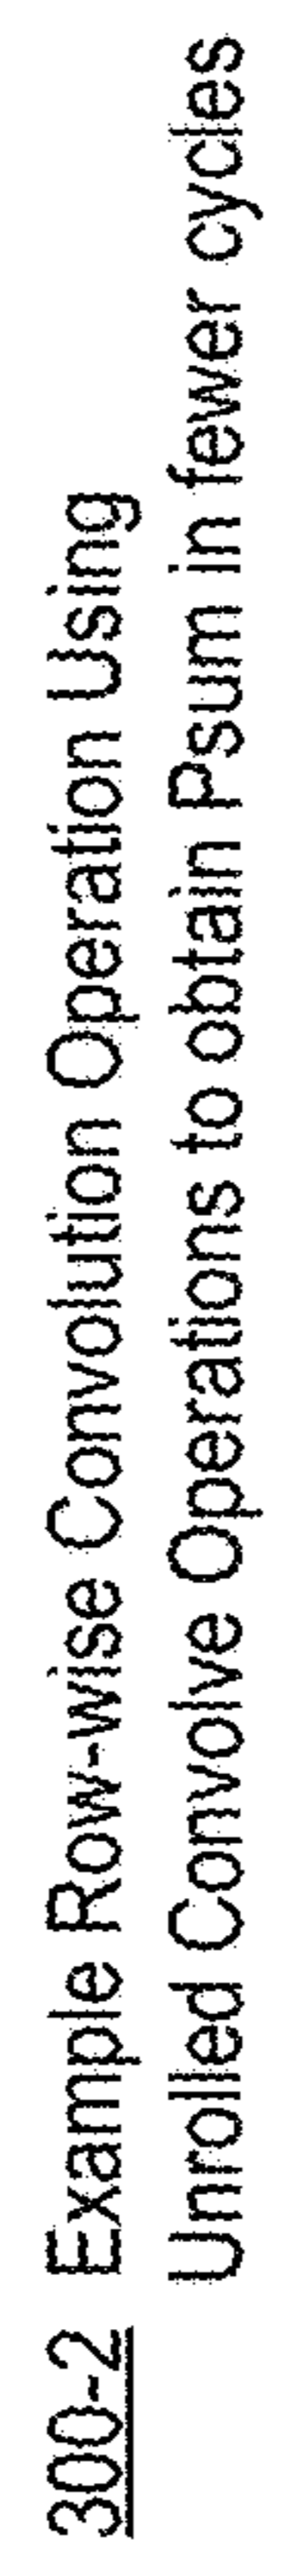 300-2 Example Row-wise Convolution Operation Using
Unrolled Convolve Operations to obtain Psum in fewer cycles